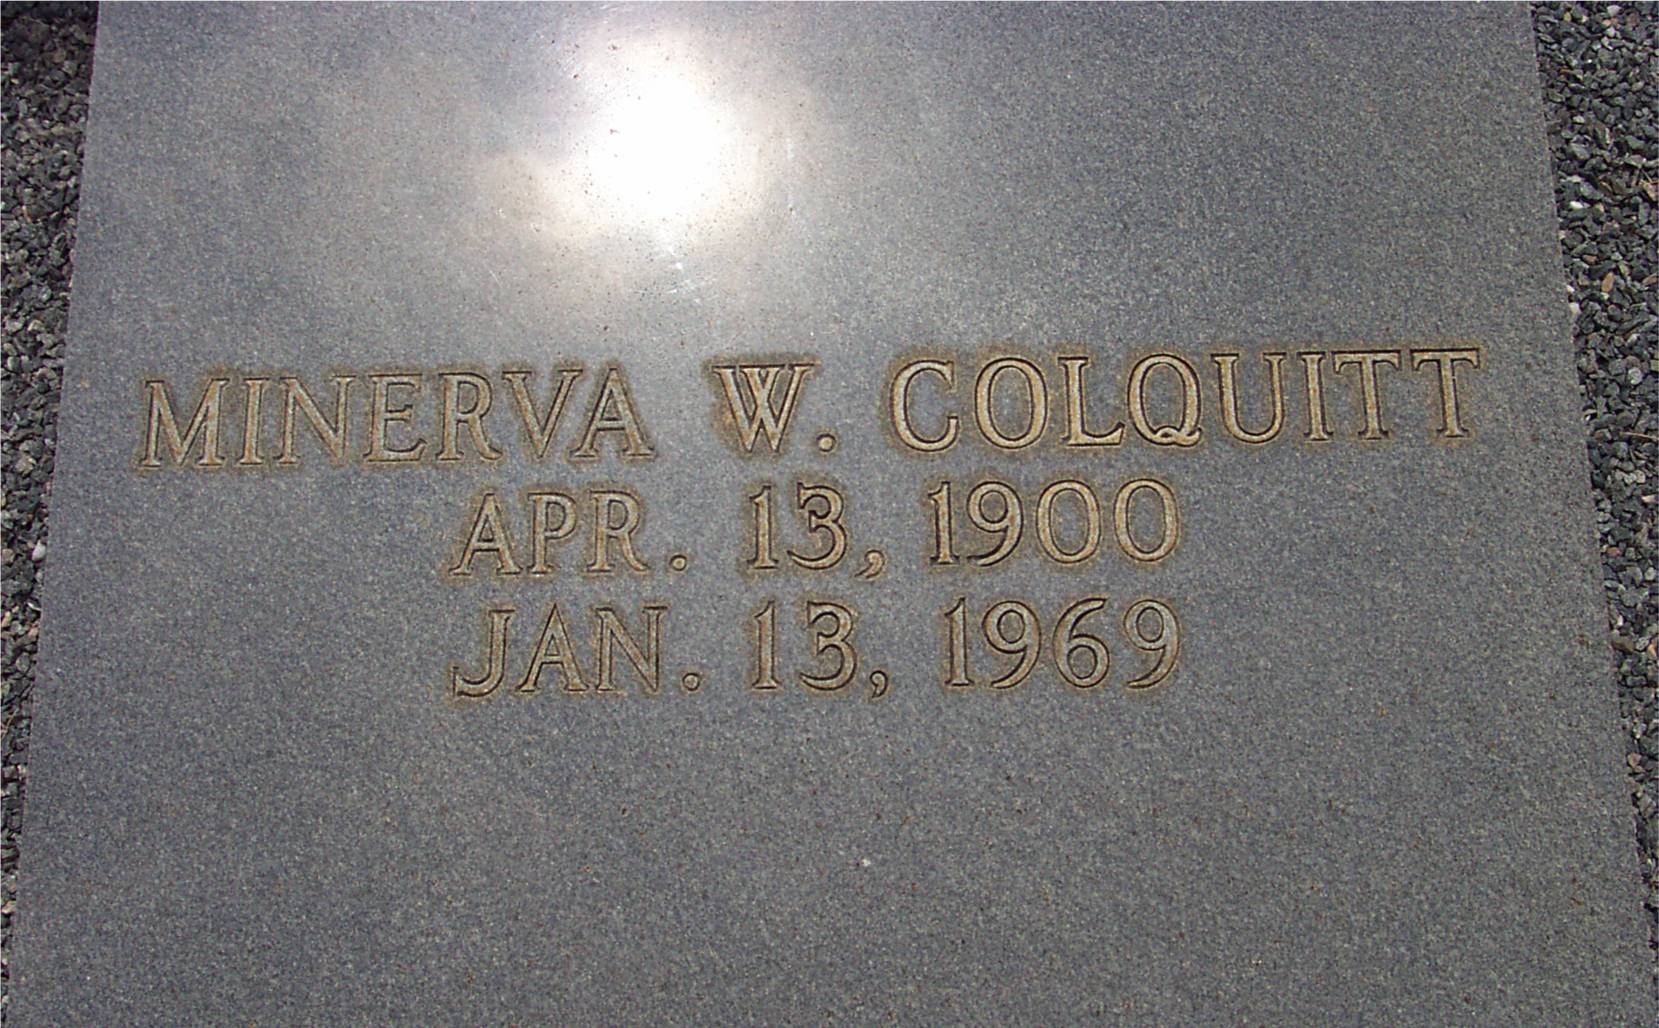 MINERVA W. COLQUITT
APR. 13, 1900
JAN. 13, 1969